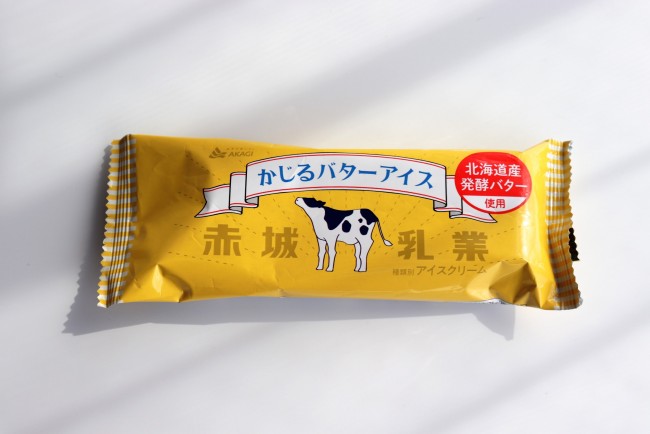 AKAGI
かじるバターアイス
北海道産
発酵バター
使用
赤城乳業
種類別 アイスクリーム